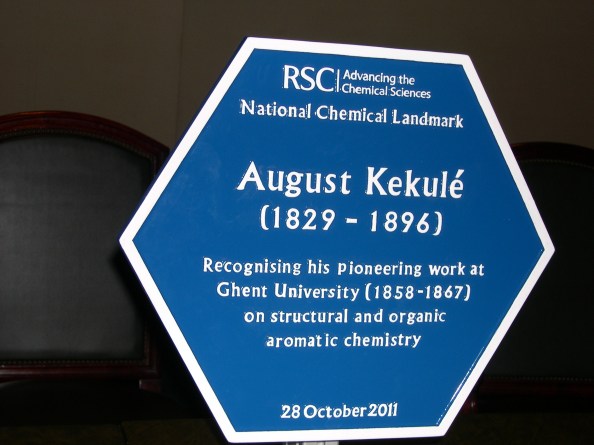 RSC Advancing the
Chemical Sciences
National Chemical Landmark
August Kekulé
(1829 - 1896)
Recognising his pioneering work at
Ghent University (1858-1867)
on structural and organic
aromatic chemistry
28 October 2011